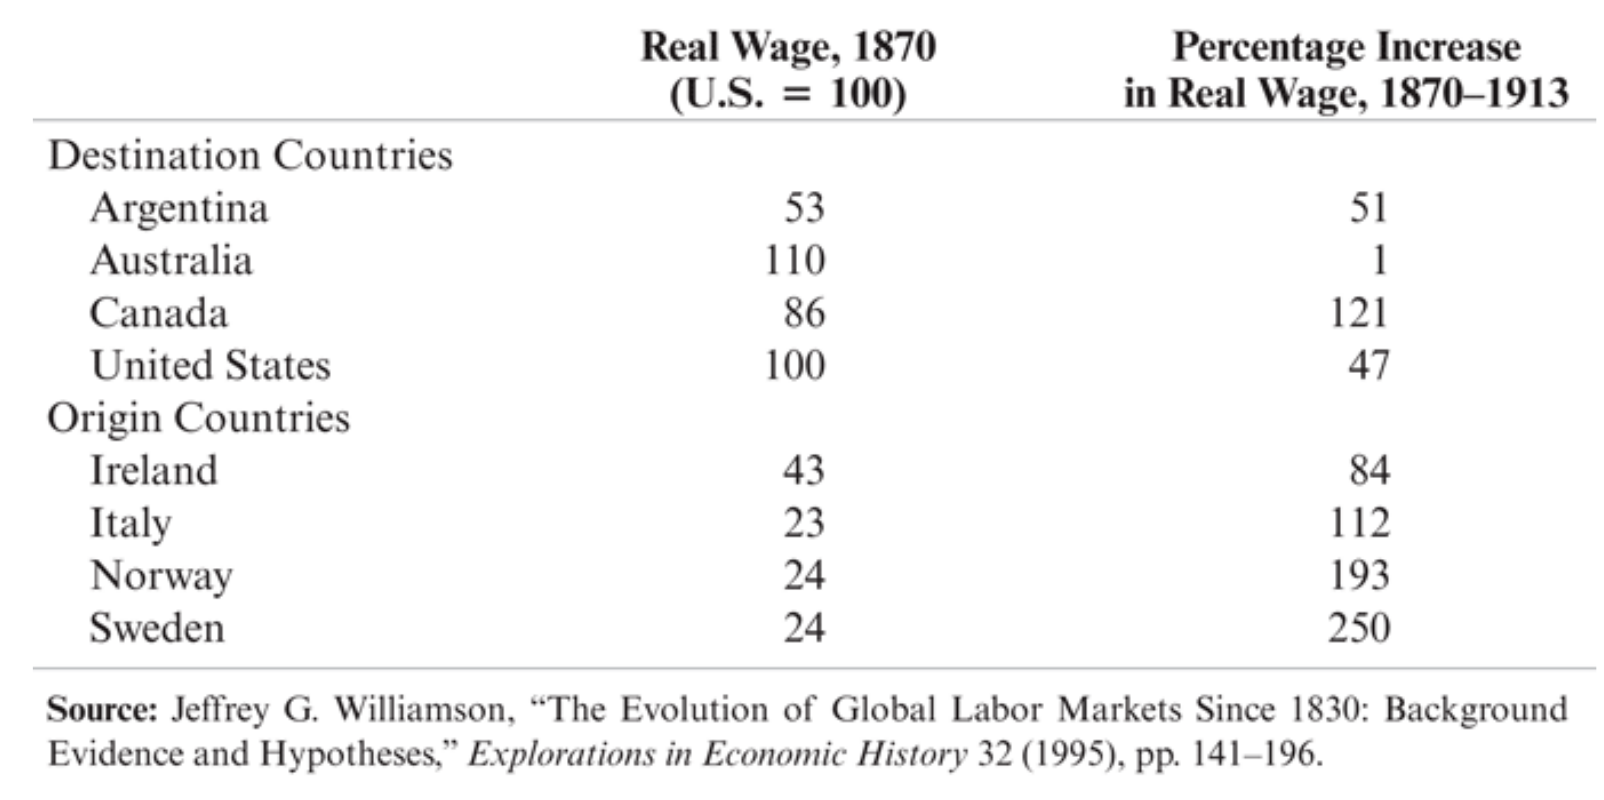 Real Wage, 1870 Percentage Increase
(U.S. = 100) in Real Wage, 1870–1913
Destination Countries
Argentina 53 51
Australia 110 1
Canada 86 121
United States 100 47
Origin Countries
Ireland 43 84
Italy 23 112
Norway 24 193
Sweden 24 250
Source: Jeffrey G. Williamson, “The Evolution of Global Labor Markets Since 1830: Background
Evidence and Hypotheses,” Explorations in Economic History 32 (1995), pp. 141–196.